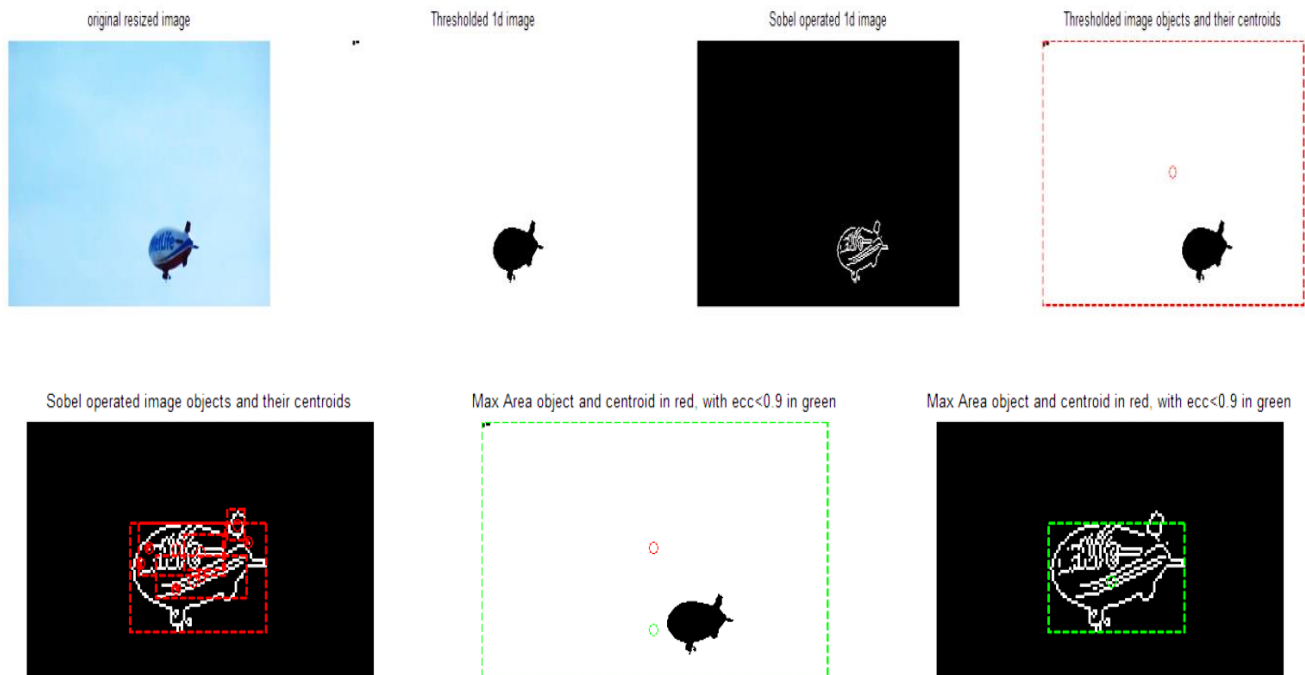 original resized image
Thresholded 1d image
Sobel operated 1d image
Thresholded image objects and their centroids
MetLife
Sobel operated image objects and their centroids
Max Area object and centroid in red, with ecc<0.9 in green
Max Area object and centroid in red, with ecc<0.9 in green